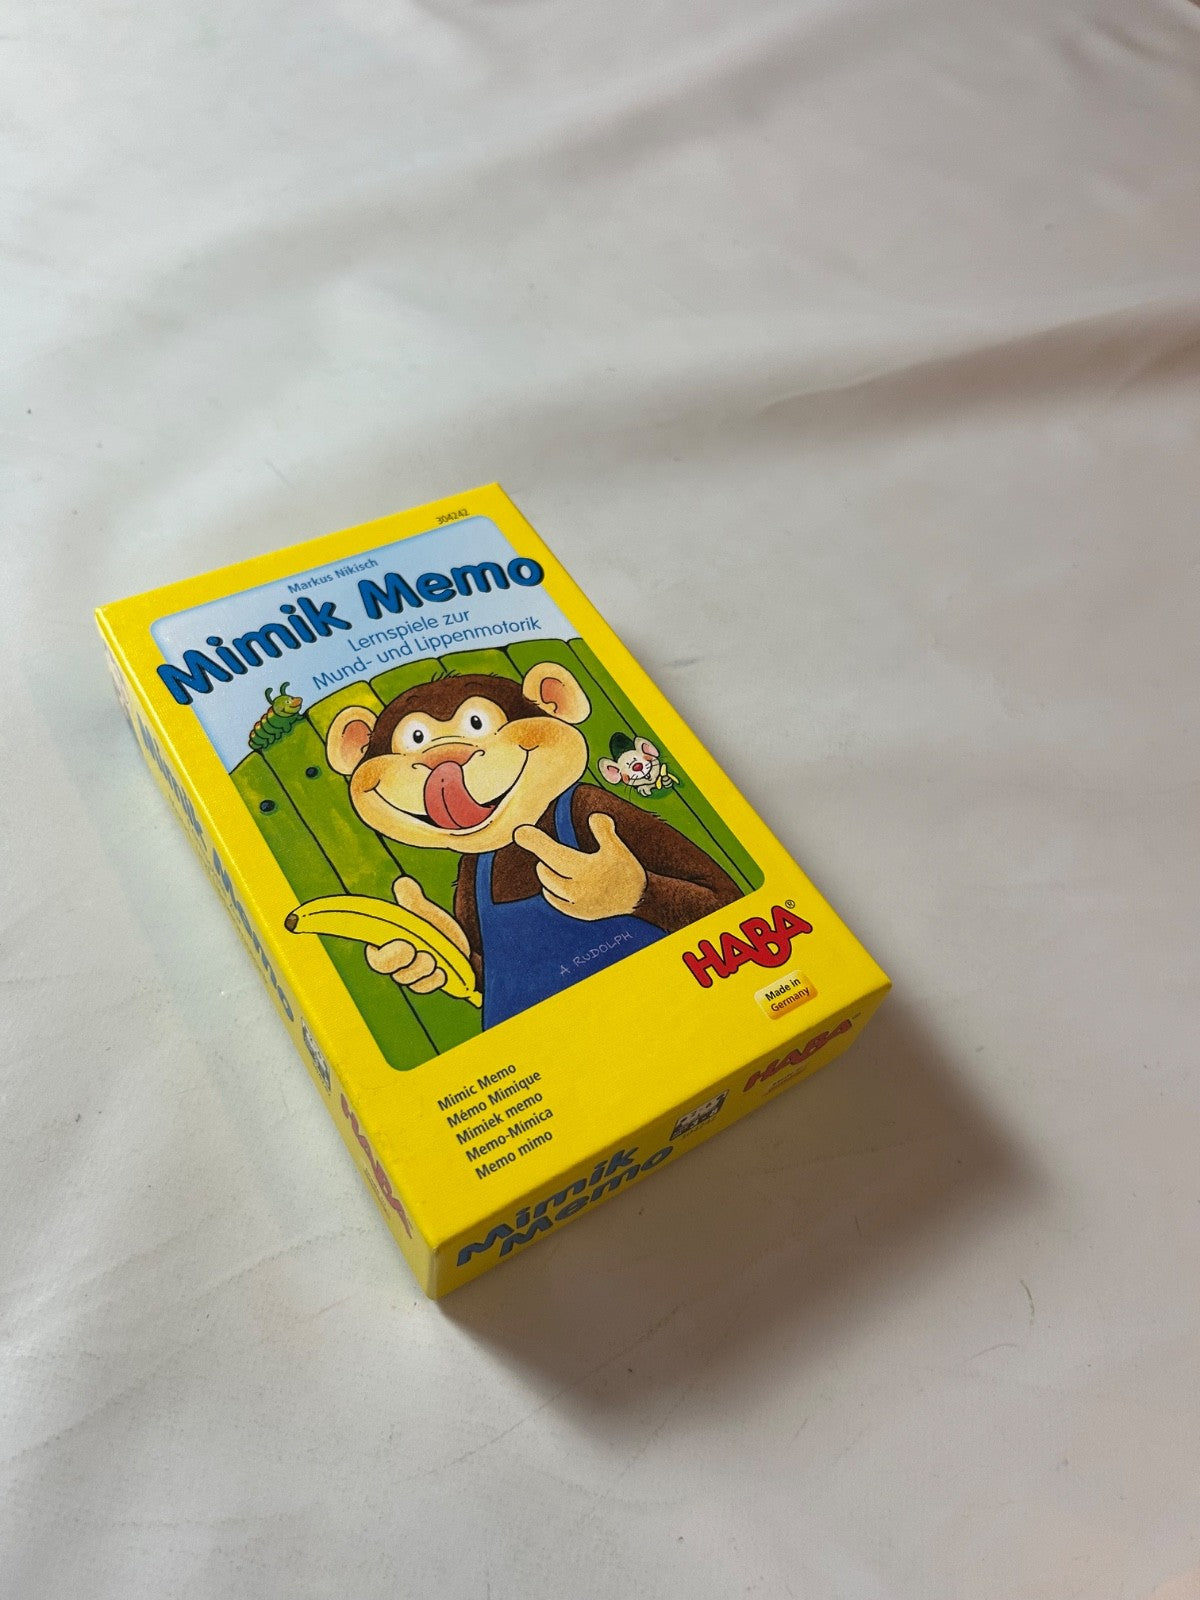 304242
Markus Nikisch
Mimik Memo
Lernspiele zur
Mund- und Lippenmotorik
A RUDOLPH
HABA®
Made in
Germany
Mimic Memo
Mémo Mimique
Mimiek memo
Memo-Mimica
Memo mimo
Mimik
Memo
HABA®
Mimik Memo
HABA